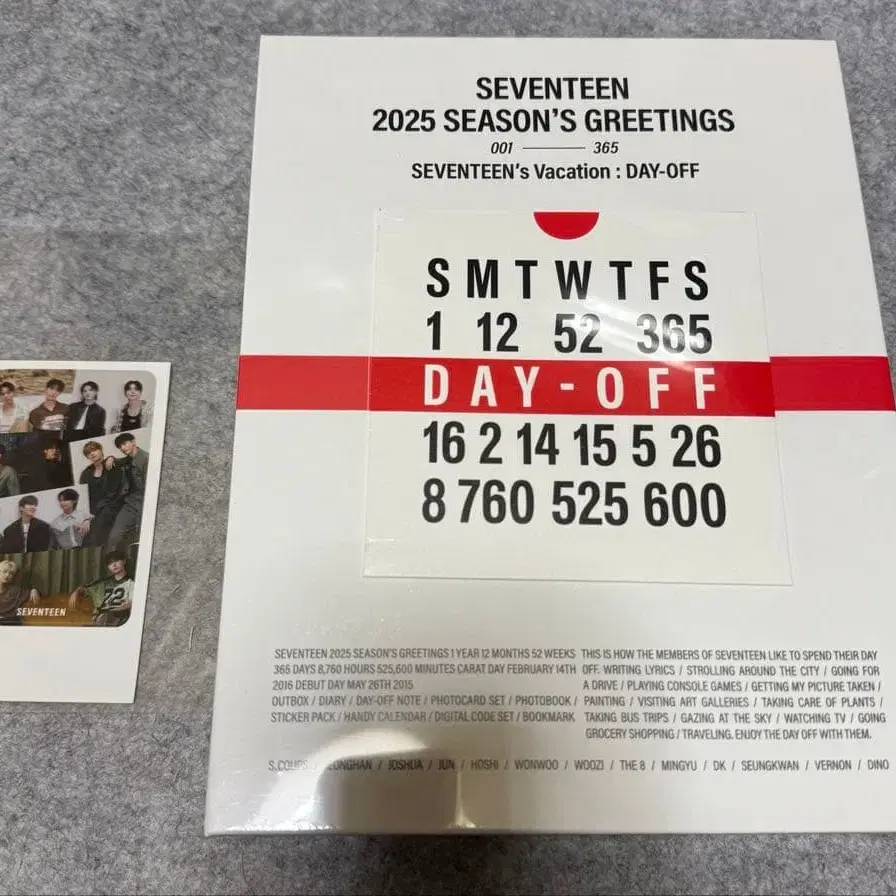 SEVENTEEN
2025 SEASON'S GREETINGS
001 365
SEVENTEEN's Vacation : DAY-OFF
S M T W T F S
1 12 52 365
DAY-OFF
16 2 14 15 5 26
8 760 525 600
SEVENTEEN 2025 SEASON'S GREETINGS 1 YEAR 12 MONTHS 52 WEEKS
365 DAYS 8,760 HOURS 525,600 MINUTES CARAT DAY FEBRUARY 14TH
2016 DEBUT DAY MAY 26TH 2015
OUTBOX / DIARY / DAY-OFF NOTE / PHOTOCARD SET / PHOTOBOOK /
STICKER PACK / HANDY CALENDAR / DIGITAL CODE SET / BOOKMARK
THIS IS HOW THE MEMBERS OF SEVENTEEN LIKE TO SPEND THEIR DAY
OFF. WRITING LYRICS / STROLLING AROUND THE CITY / GOING FOR
A DRIVE / PLAYING CONSOLE GAMES / GETTING MY PICTURE TAKEN /
PAINTING / VISITING ART GALLERIES / TAKING CARE OF PLANTS /
TAKING BUS TRIPS / GAZING AT THE SKY / WATCHING TV / GOING
GROCERY SHOPPING / TRAVELING. ENJOY THE DAY OFF WITH THEM.
S.COUPS / JEONGHAN / JOSHUA / JUN / HOSHI / WONWOO / WOOZI / THE 8 / MINGYU / DK / SEUNGKWAN / VERNON / DINO
SEVENTEEN
72